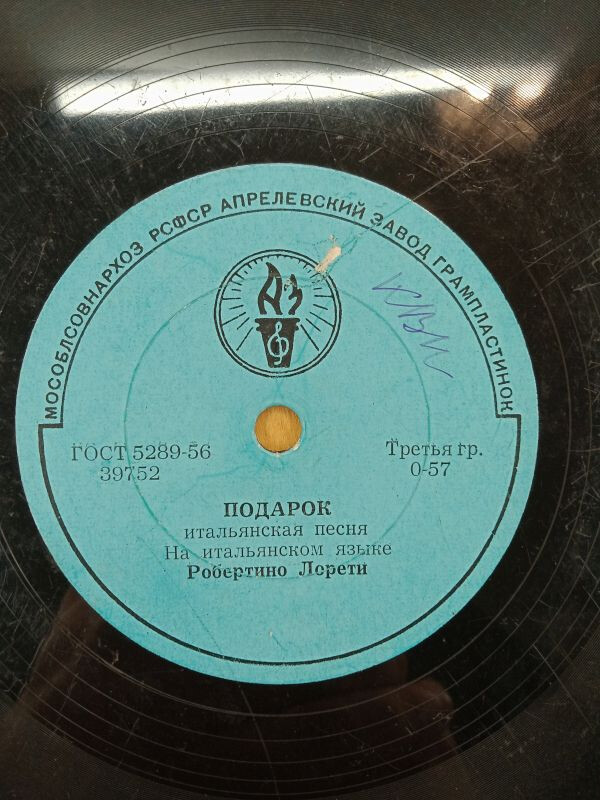 МОСОБЛСОВНАРХОЗ РСФСР АПРЕЛЕВСКИЙ ЗАВОД ГРАМПЛАСТИНОК
АЗ
ГОСТ 5289-56
39752
Третья гр.
0-57
ПОДАРОК
итальянская песня
На итальянском языке
Робертино Лорети